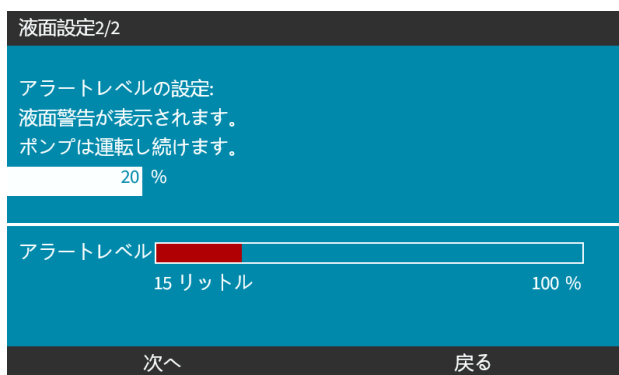 液面設定2/2
アラートレベルの設定:
液面警告が表示されます。
ポンプは運転し続けます。
20 %
アラートレベル
15 リットル 100 %
次へ 戻る